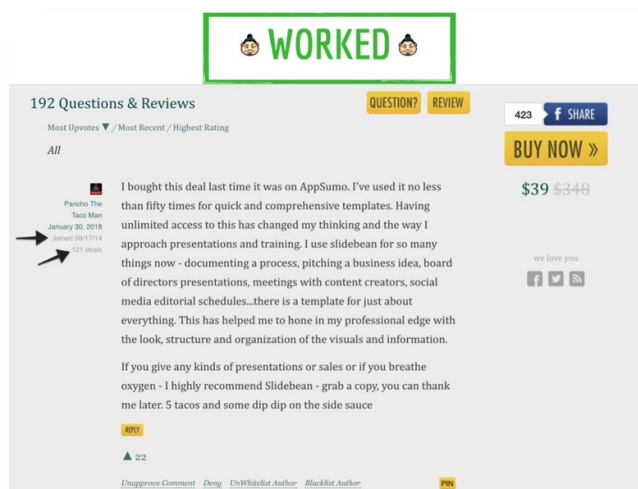 WORKED
192 Questions & Reviews
QUESTION?
REVIEW
Most Upvotes ▼ / Most Recent / Highest Rating
All
Pancho The
Taco Man
January 30, 2018
Joined 09/17/14
121 deals
I bought this deal last time it was on AppSumo. I've used it no less
than fifty times for quick and comprehensive templates. Having
unlimited access to this has changed my thinking and the way I
approach presentations and training. I use slidebean for so many
things now - documenting a process, pitching a business idea, board
of directors presentations, meetings with content creators, social
media editorial schedules...there is a template for just about
everything. This has helped me to hone in my professional edge with
the look, structure and organization of the visuals and information.
If you give any kinds of presentations or sales or if you breathe
oxygen - I highly recommend Slidebean - grab a copy, you can thank
me later. 5 tacos and some dip dip on the side sauce
REPLY
▲ 22
Unapprove Comment Deny UnWhitelist Author Blacklist Author
PIN
423
f SHARE
BUY NOW »
$39 $348
we love you